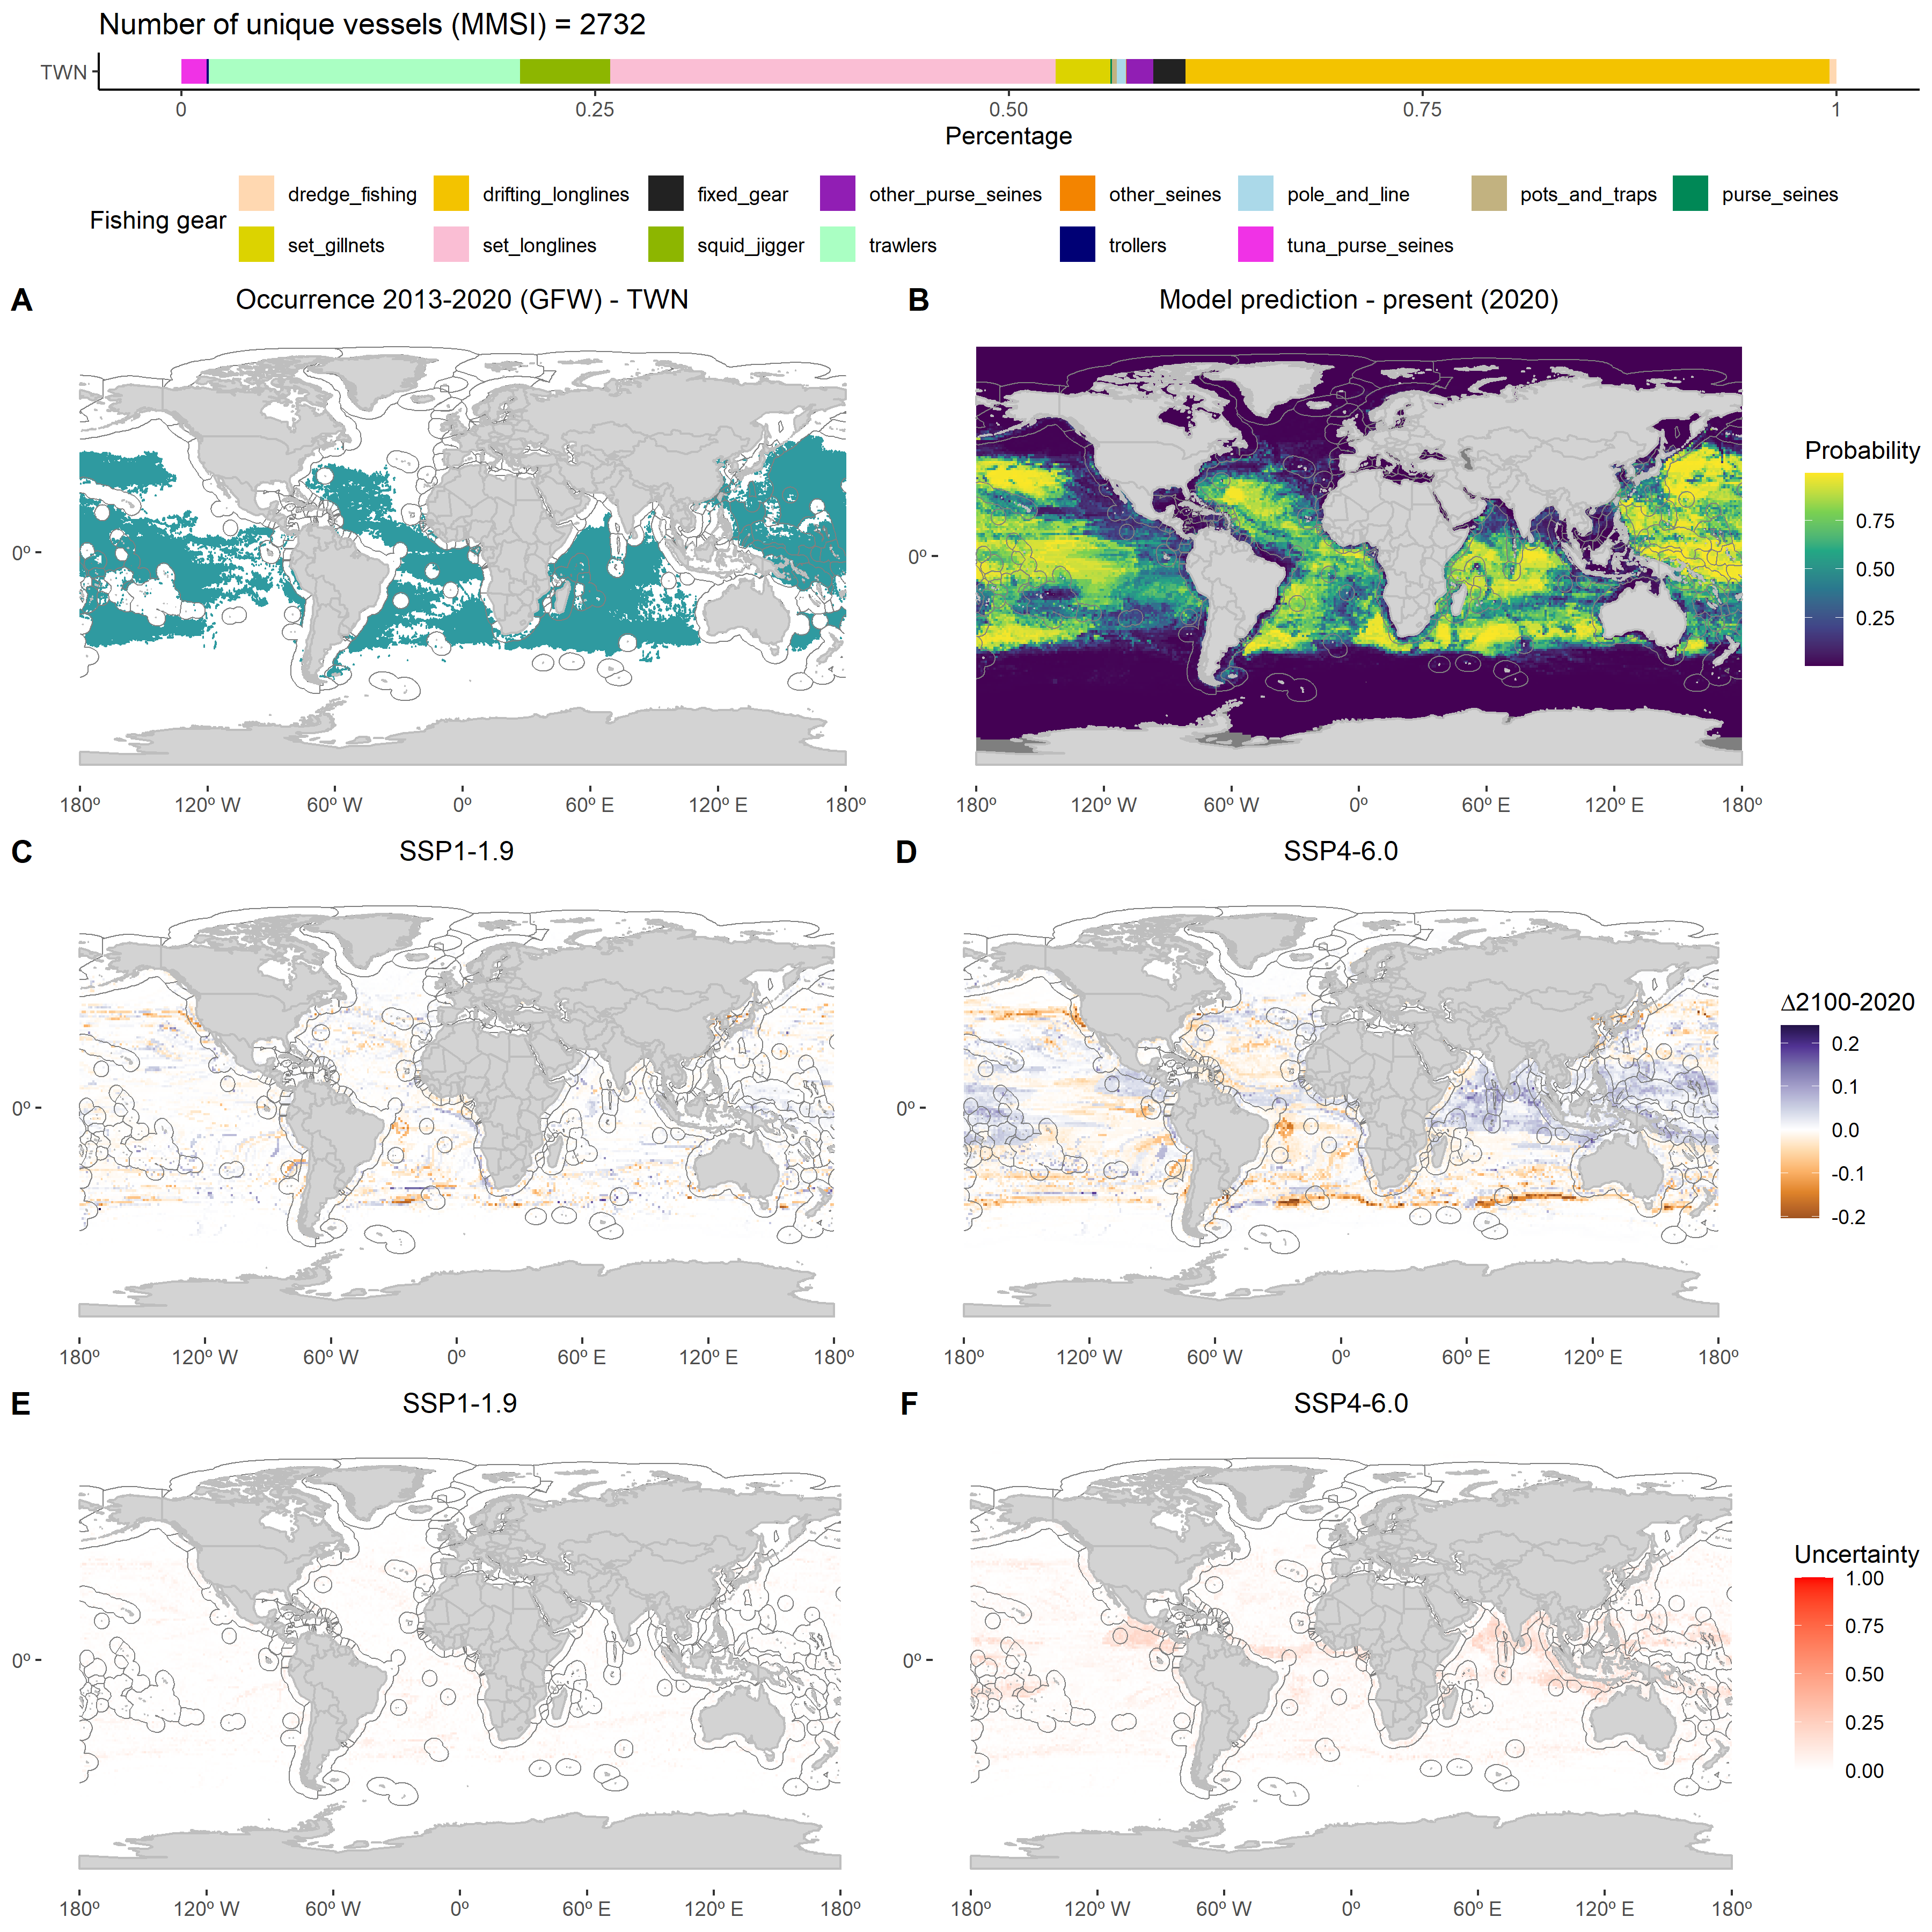 Number of unique vessels (MMSI) = 2732
TWN
0 0.25 0.50 0.75 1
Percentage
Fishing gear
dredge_fishing drifting_longlines fixed_gear other_purse_seines other_seines pole_and_line pots_and_traps purse_seines
set_gillnets set_longlines squid_jigger trawlers trollers tuna_purse_seines
A Occurrence 2013-2020 (GFW) - TWN
0º
180º 120º W 60º W 0º 60º E 120º E 180º
B Model prediction - present (2020)
0º
180º 120º W 60º W 0º 60º E 120º E 180º
Probability
0.75
0.50
0.25
C SSP1-1.9
0º
180º 120º W 60º W 0º 60º E 120º E 180º
D SSP4-6.0
0º
180º 120º W 60º W 0º 60º E 120º E 180º
Δ2100-2020
0.2
0.1
0.0
-0.1
-0.2
E SSP1-1.9
0º
180º 120º W 60º W 0º 60º E 120º E 180º
F SSP4-6.0
0º
180º 120º W 60º W 0º 60º E 120º E 180º
Uncertainty
1.00
0.75
0.50
0.25
0.00